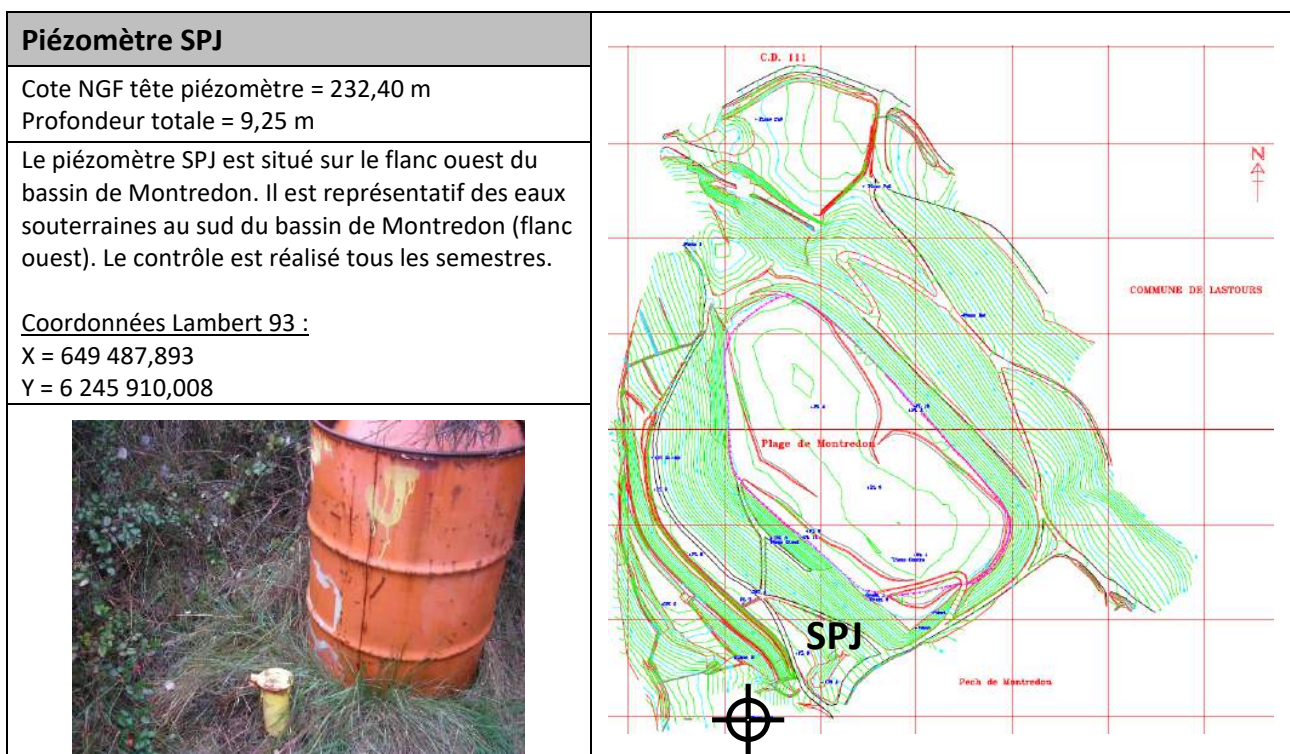 Piézomètre SPJ
Cote NGF tête piézomètre = 232,40 m
Profondeur totale = 9,25 m
Le piézomètre SPJ est situé sur le flanc ouest du
bassin de Montredon. Il est représentatif des eaux
souterraines au sud du bassin de Montredon (flanc
ouest). Le contrôle est réalisé tous les semestres.
Coordonnées Lambert 93 :
X = 649 487,893
Y = 6 245 910,008
C.D. 111
N
COMMUNE DE LASTOURS
Plage de Montredon
SPJ
Pech de Montredon